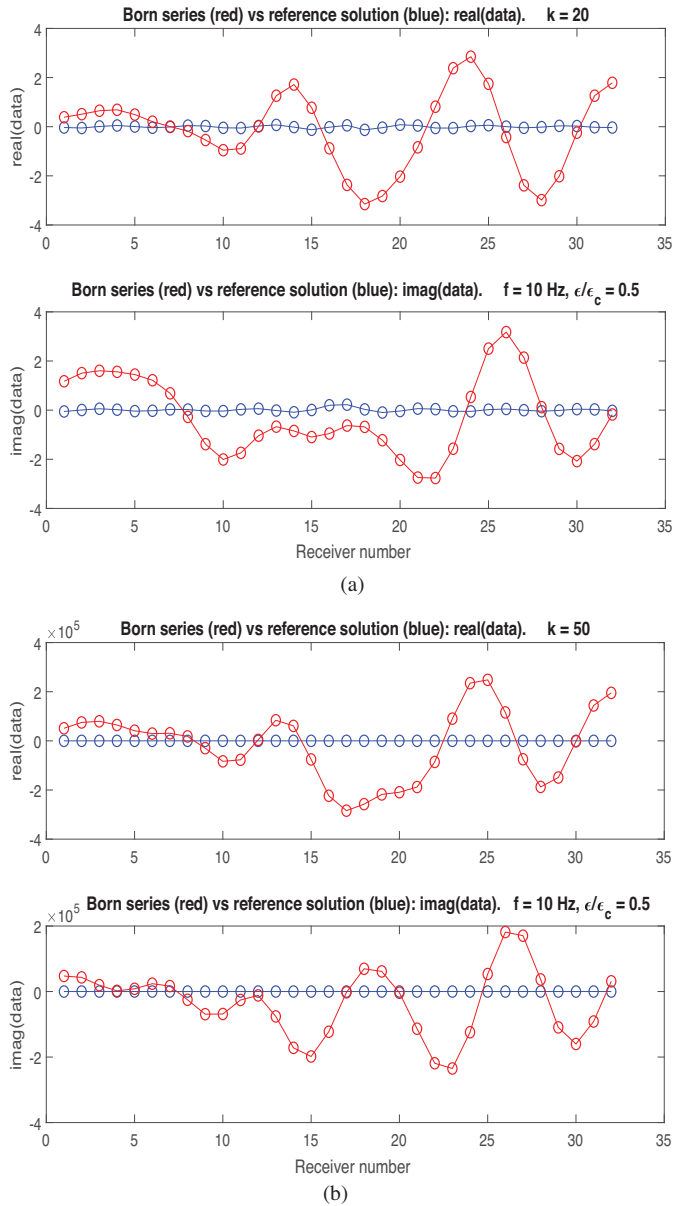 Born series (red) vs reference solution (blue): real(data). k = 20
4
2
0
-2
-4
real(data)
0 5 10 15 20 25 30 35
Born series (red) vs reference solution (blue): imag(data). f = 10 Hz, ϵ/ϵ_c = 0.5
4
2
0
-2
-4
imag(data)
0 5 10 15 20 25 30 35
Receiver number
(a)
×10^5
Born series (red) vs reference solution (blue): real(data). k = 50
4
2
0
-2
-4
real(data)
0 5 10 15 20 25 30 35
×10^5
Born series (red) vs reference solution (blue): imag(data). f = 10 Hz, ϵ/ϵ_c = 0.5
2
0
-2
-4
imag(data)
0 5 10 15 20 25 30 35
Receiver number
(b)